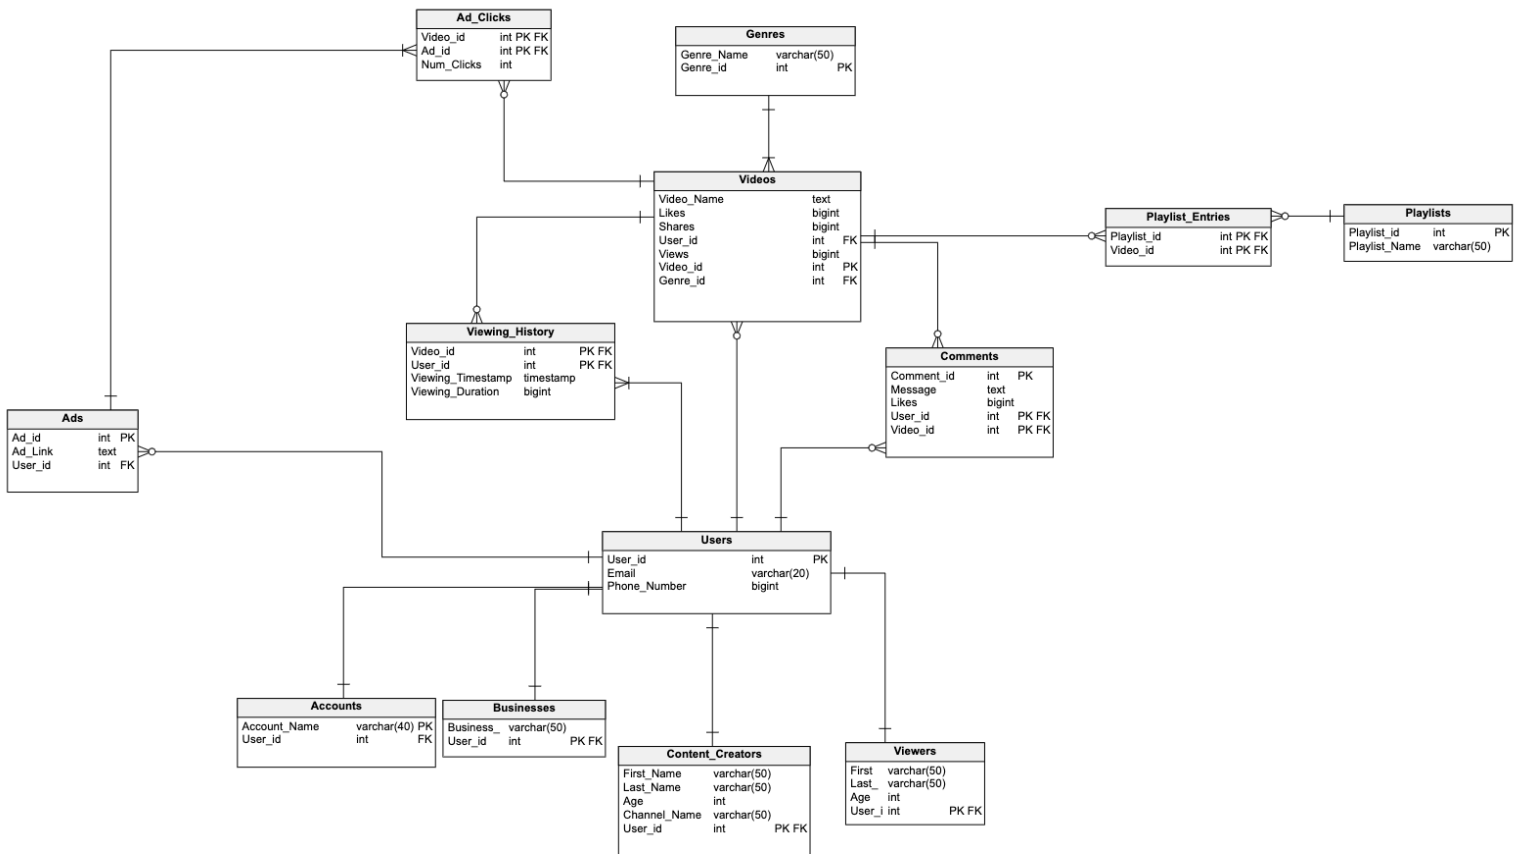 Ad_Clicks
Video_id int PK FK
Ad_id int PK FK
Num_Clicks int
Genres
Genre_Name varchar(50)
Genre_id int PK
Videos
Video_Name text
Likes bigint
Shares bigint
User_id int FK
Views bigint
Video_id int PK
Genre_id int FK
Playlist_Entries
Playlist_id int PK FK
Video_id int PK FK
Playlists
Playlist_id int PK
Playlist_Name varchar(50)
Viewing_History
Video_id int PK FK
User_id int PK FK
Viewing_Timestamp timestamp
Viewing_Duration bigint
Comments
Comment_id int PK
Message text
Likes bigint
User_id int PK FK
Video_id int PK FK
Ads
Ad_id int PK
Ad_Link text
User_id int FK
Users
User_id int PK
Email varchar(20)
Phone_Number bigint
Accounts
Account_Name varchar(40) PK
User_id int FK
Businesses
Business_ varchar(50)
User_id int PK FK
Content_Creators
First_Name varchar(50)
Last_Name varchar(50)
Age int
Channel_Name varchar(50)
User_id int PK FK
Viewers
First varchar(50)
Last_ varchar(50)
Age int
User_i int PK FK